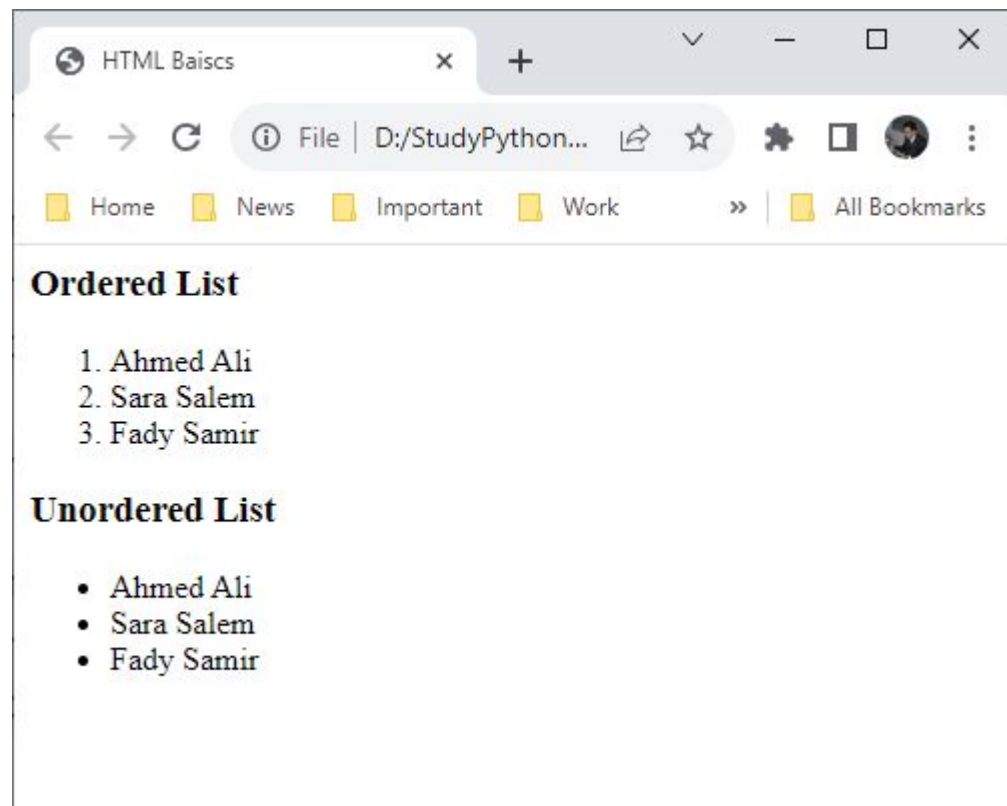 HTML Baiscs
File D:/StudyPython...
Home News Important Work » All Bookmarks
Ordered List
1. Ahmed Ali
2. Sara Salem
3. Fady Samir
Unordered List
• Ahmed Ali
• Sara Salem
• Fady Samir